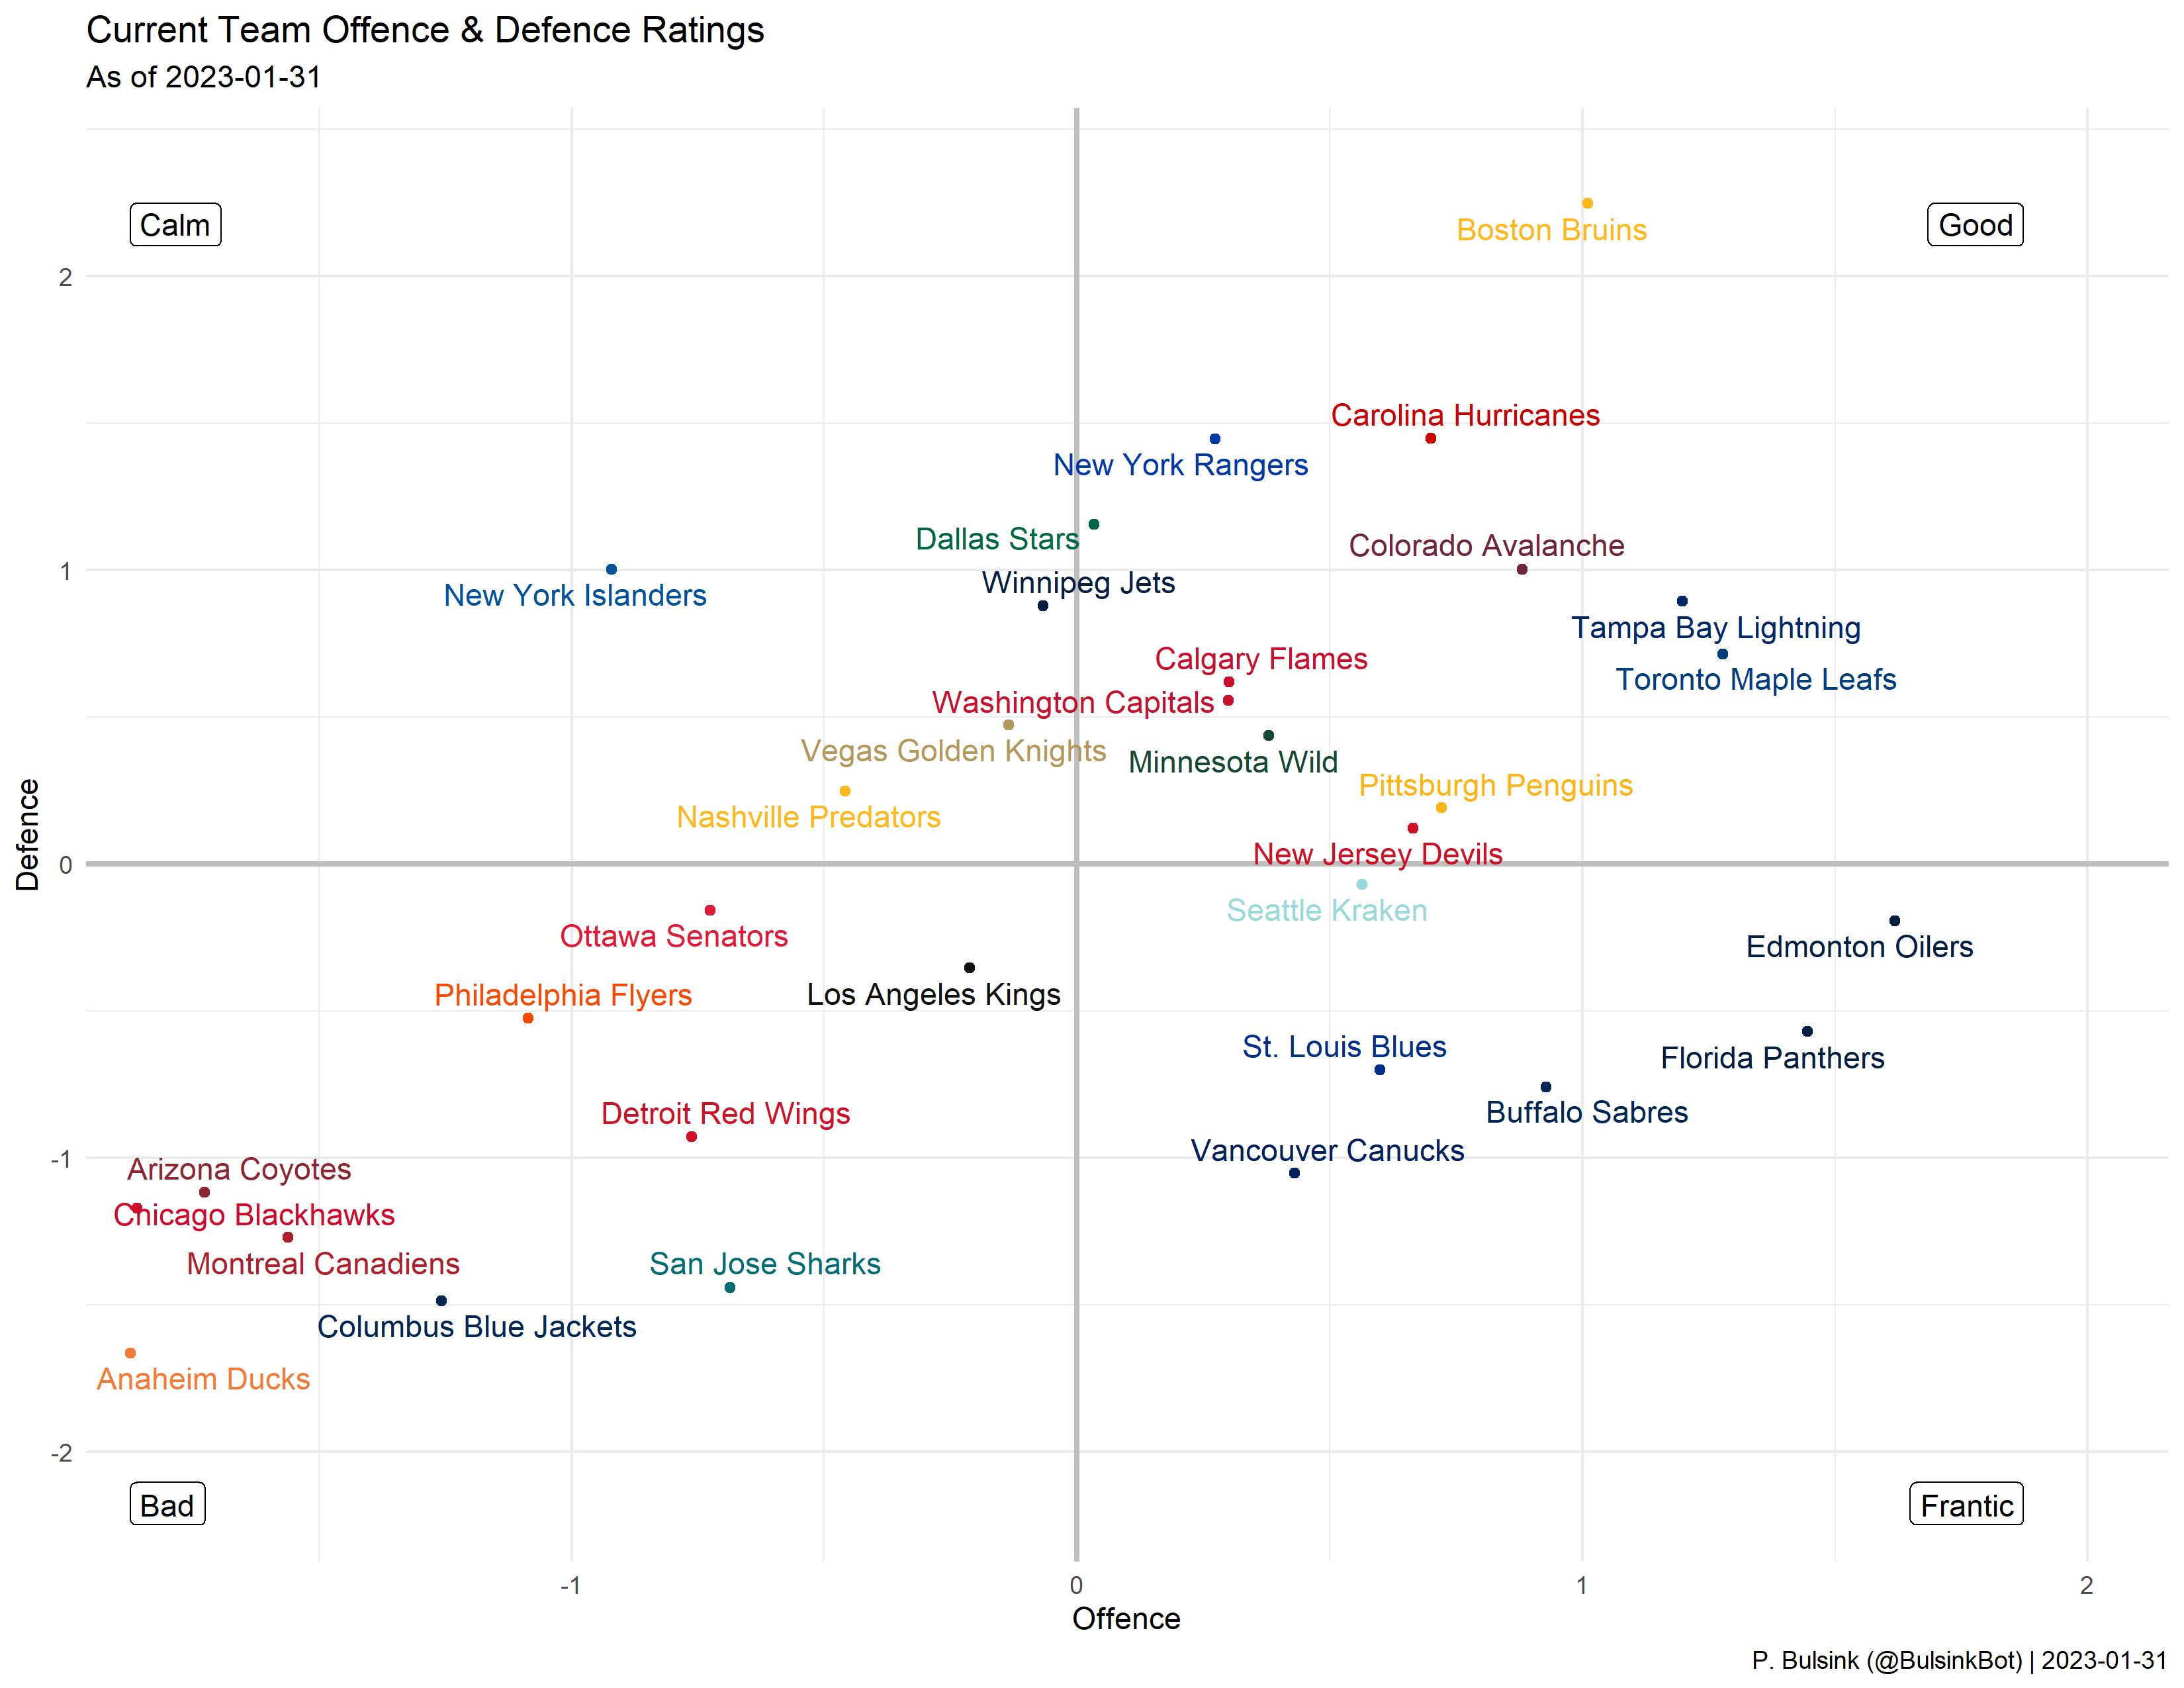 Current Team Offence & Defence Ratings
As of 2023-01-31
Calm
Good
Boston Bruins
2
Carolina Hurricanes
New York Rangers
Dallas Stars
Colorado Avalanche
1
Winnipeg Jets
New York Islanders
Tampa Bay Lightning
Calgary Flames
Toronto Maple Leafs
Washington Capitals
Vegas Golden Knights
Minnesota Wild
Pittsburgh Penguins
Nashville Predators
Defence
New Jersey Devils
0
Seattle Kraken
Ottawa Senators
Edmonton Oilers
Philadelphia Flyers
Los Angeles Kings
St. Louis Blues
Florida Panthers
Detroit Red Wings
Buffalo Sabres
Vancouver Canucks
-1
Arizona Coyotes
Chicago Blackhawks
Montreal Canadiens
San Jose Sharks
Columbus Blue Jackets
Anaheim Ducks
-2
Bad
Frantic
-1
0
1
2
Offence
P. Bulsink (@BulsinkBot) | 2023-01-31